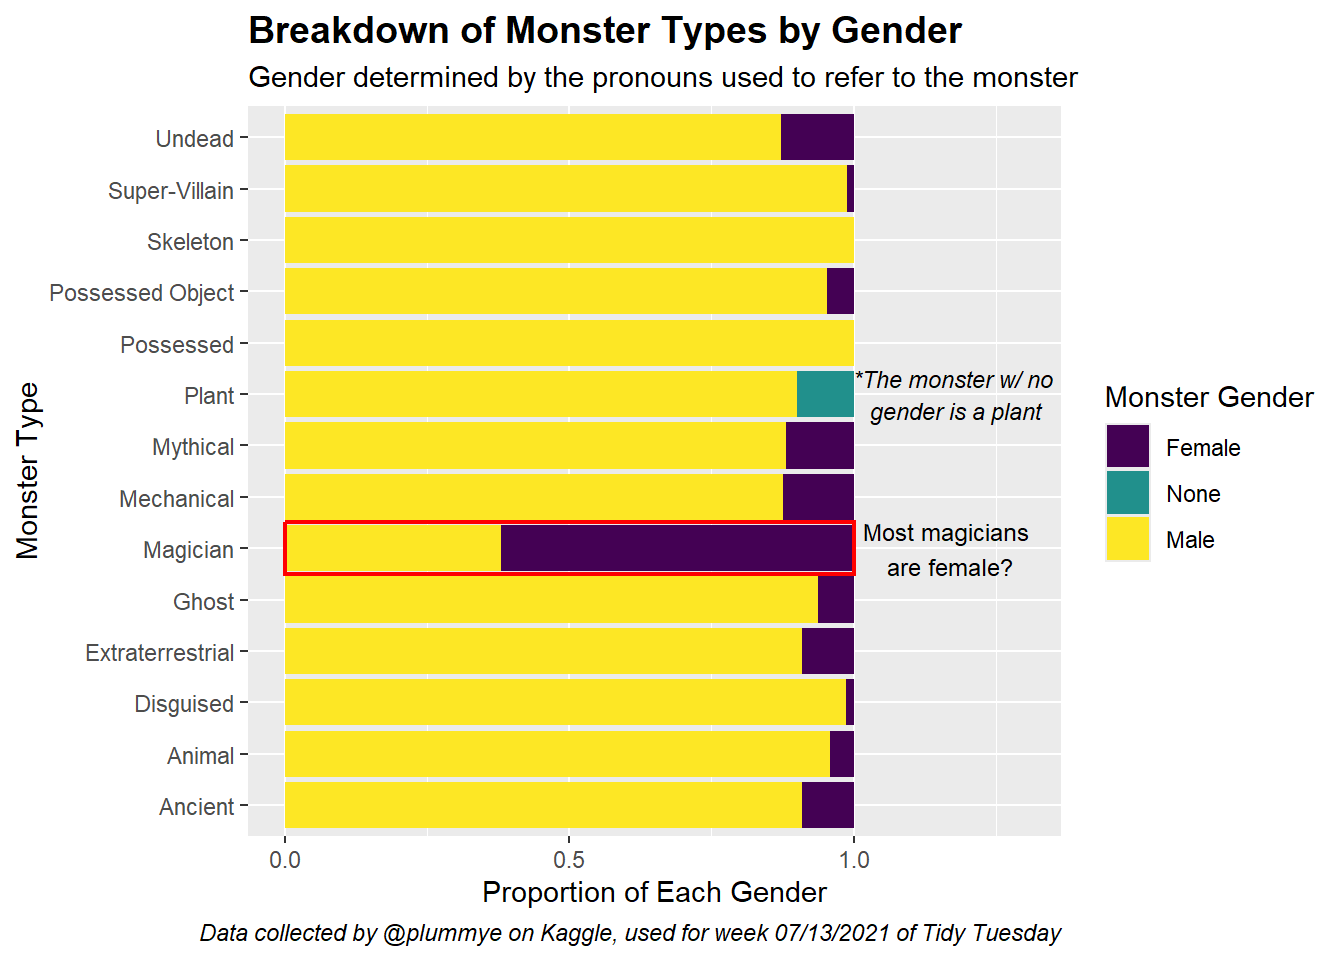 Breakdown of Monster Types by Gender
Gender determined by the pronouns used to refer to the monster
Monster Type
Undead
Super-Villain
Skeleton
Possessed Object
Possessed
Plant
Mythical
Mechanical
Magician
Ghost
Extraterrestrial
Disguised
Animal
Ancient
*The monster w/ no
gender is a plant
Most magicians
are female?
0.0
0.5
1.0
Proportion of Each Gender
Monster Gender
Female
None
Male
Data collected by @plummye on Kaggle, used for week 07/13/2021 of Tidy Tuesday